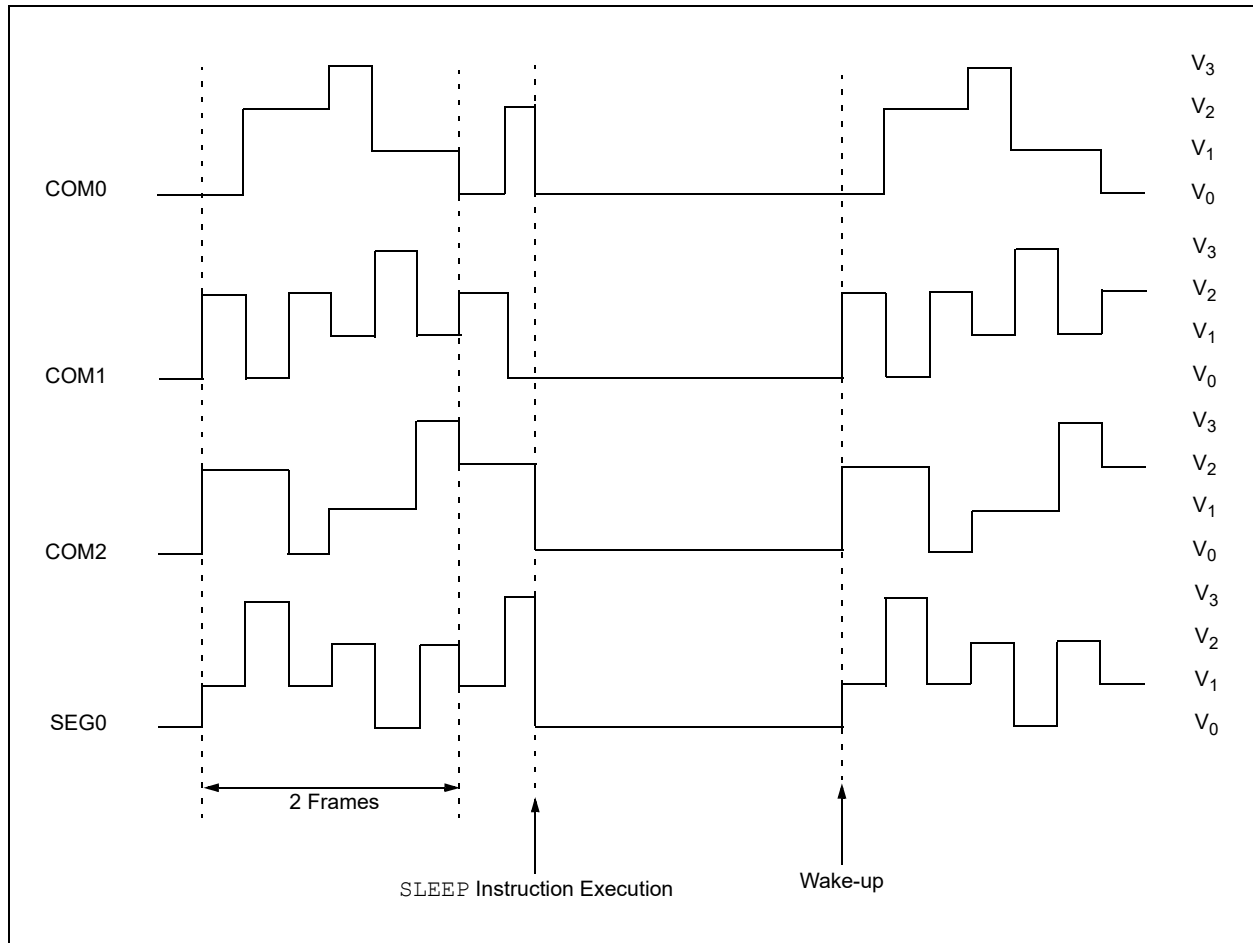 V3
V2
V1
COM0
V0
V3
V2
V1
COM1
V0
V3
V2
V1
COM2
V0
V3
V2
V1
SEG0
V0
2 Frames
SLEEP Instruction Execution
Wake-up